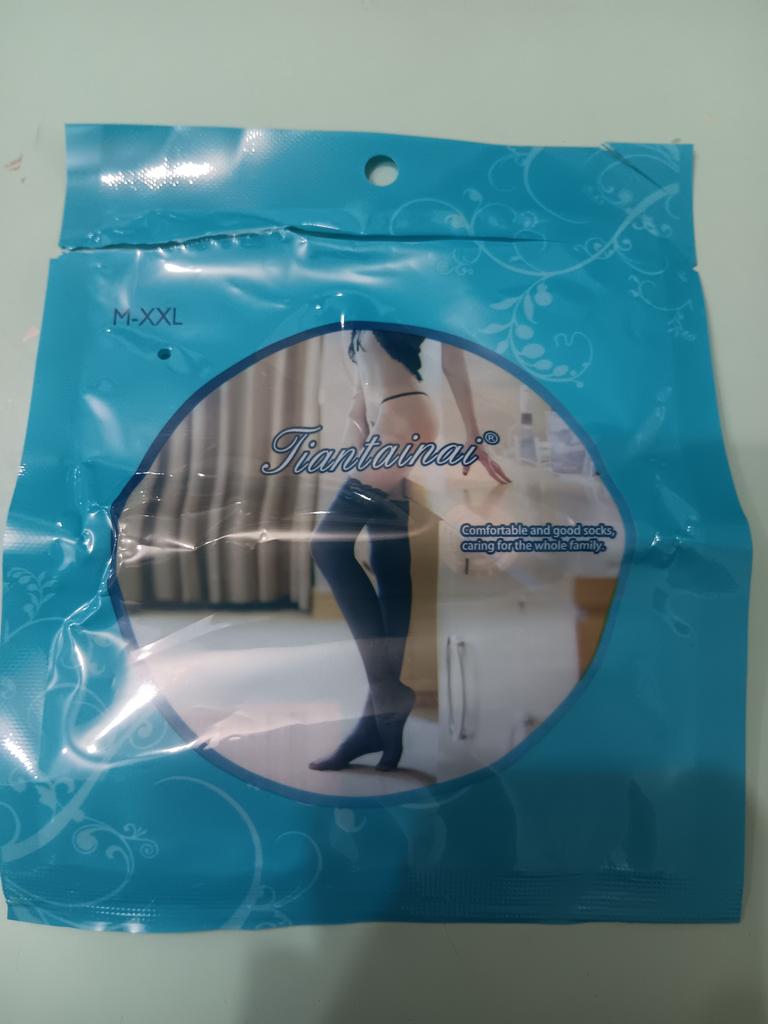 M-XXL
Tiantainai®
Comfortable and good socks,
caring for the whole family.